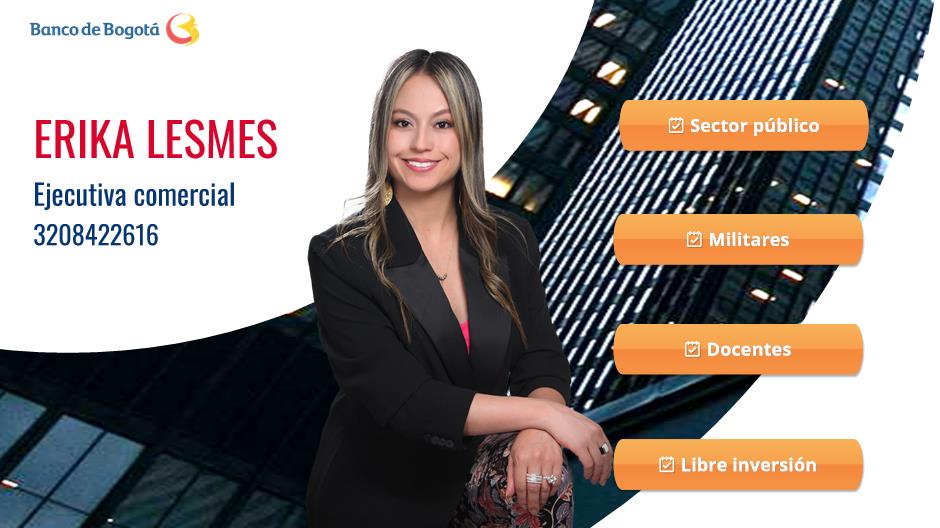 Banco de Bogotá
ERIKA LESMES
Ejecutiva comercial
3208422616
Sector público
Militares
Docentes
Libre inversión